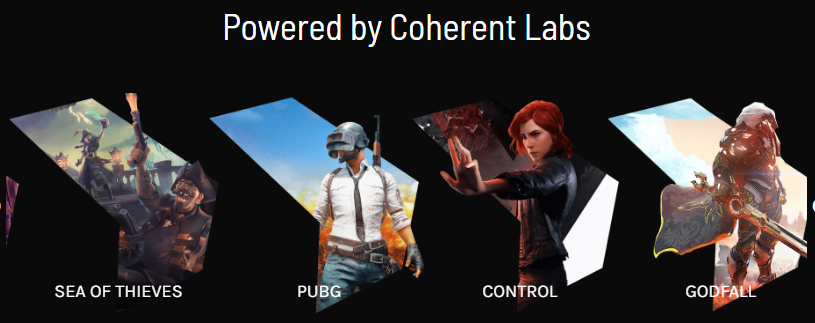 Powered by Coherent Labs
SEA OF THIEVES
PUBG
CONTROL
GODFALL